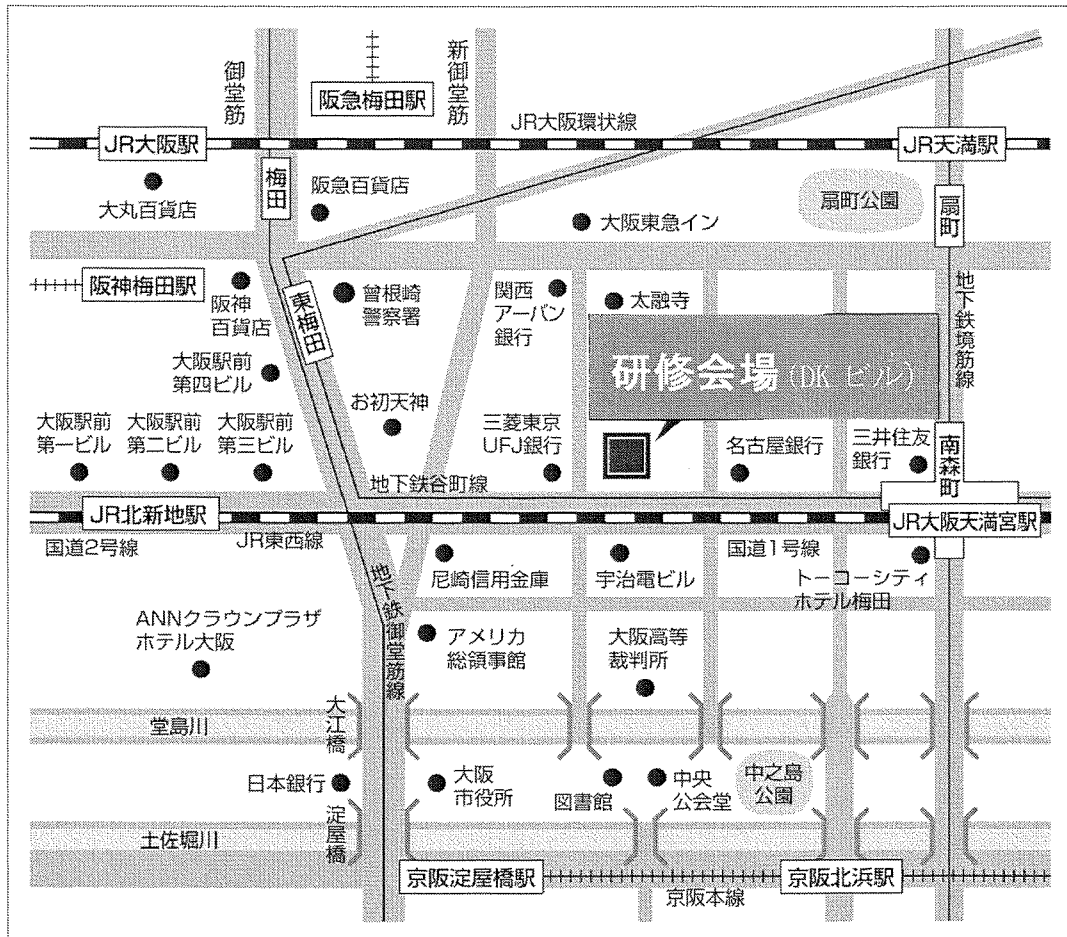 御堂筋
阪急梅田駅
新御堂筋
JR大阪環状線
JR大阪駅
JR天満駅
梅田
大丸百貨店
阪急百貨店
大阪東急イン
扇町公園
扇町
阪神梅田駅
阪神
百貨店
東梅田
曾根崎
警察署
関西
アーバン
銀行
太融寺
地下鉄境筋線
研修会場(DK ビル)
大阪駅前
第四ビル
お初天神
大阪駅前
第一ビル
大阪駅前
第二ビル
大阪駅前
第三ビル
三菱東京
UFJ銀行
名古屋銀行
三井住友
銀行
南森町
地下鉄谷町線
JR北新地駅
JR大阪天満宮駅
国道2号線
JR東西線
国道1号線
地下鉄御堂筋線
尼崎信用金庫
宇治電ビル
トーコーシティ
ホテル梅田
ANNクラウンプラザ
ホテル大阪
アメリカ
総領事館
大阪高等
裁判所
大江橋
堂島川
日本銀行
大阪
市役所
図書館
中央
公会堂
中之島
公園
淀屋橋
土佐堀川
京阪淀屋橋駅
京阪本線
京阪北浜駅